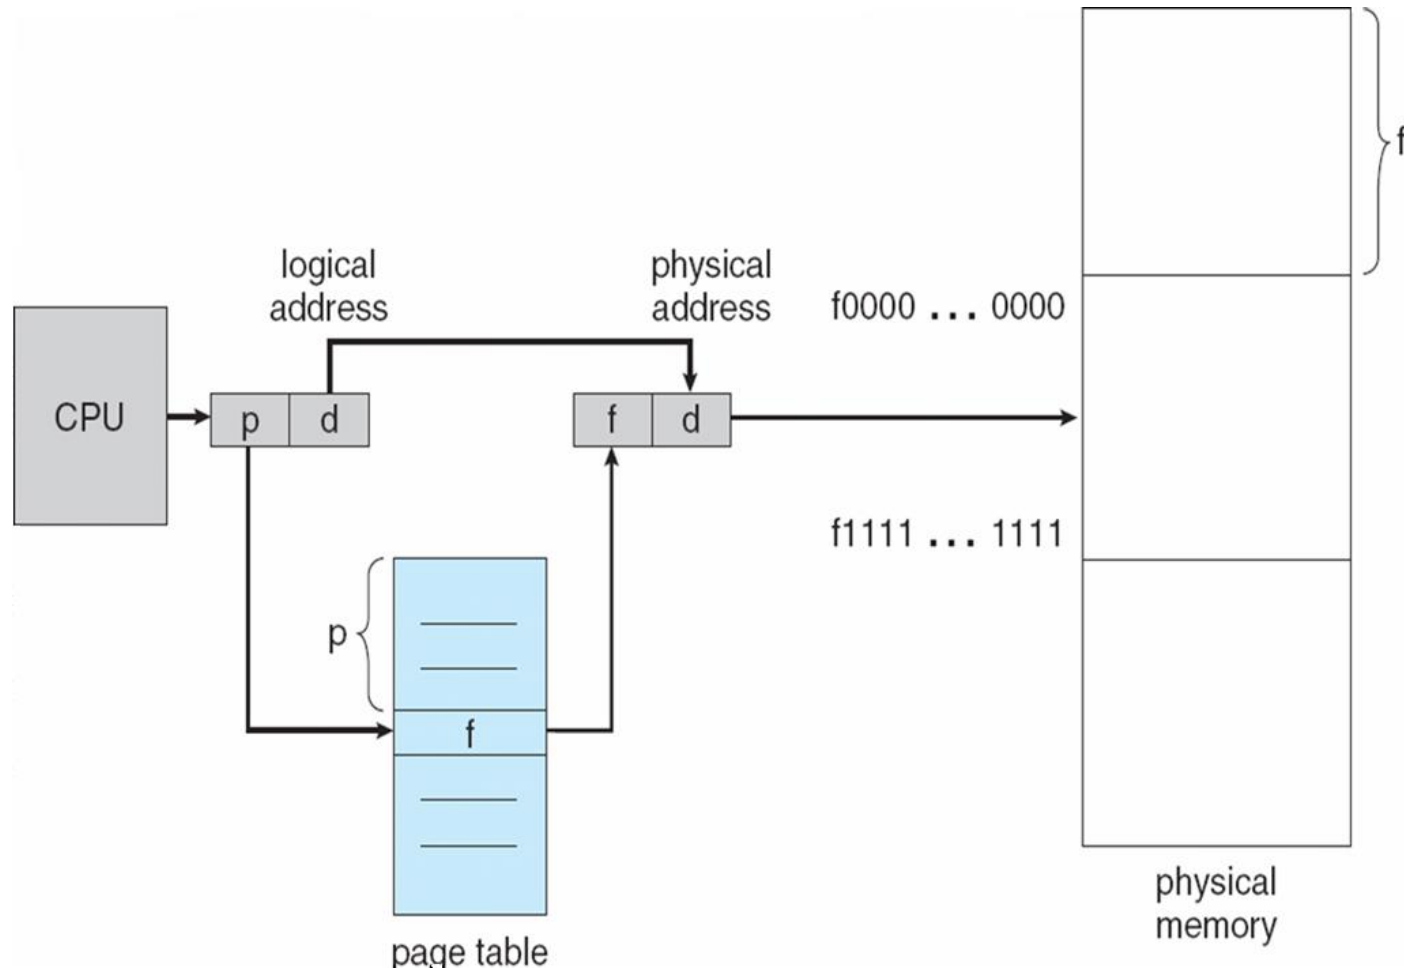 f
logical
address
physical
address
f0000 ... 0000
CPU
p
d
f
d
f1111 ... 1111
p
f
physical
memory
page table